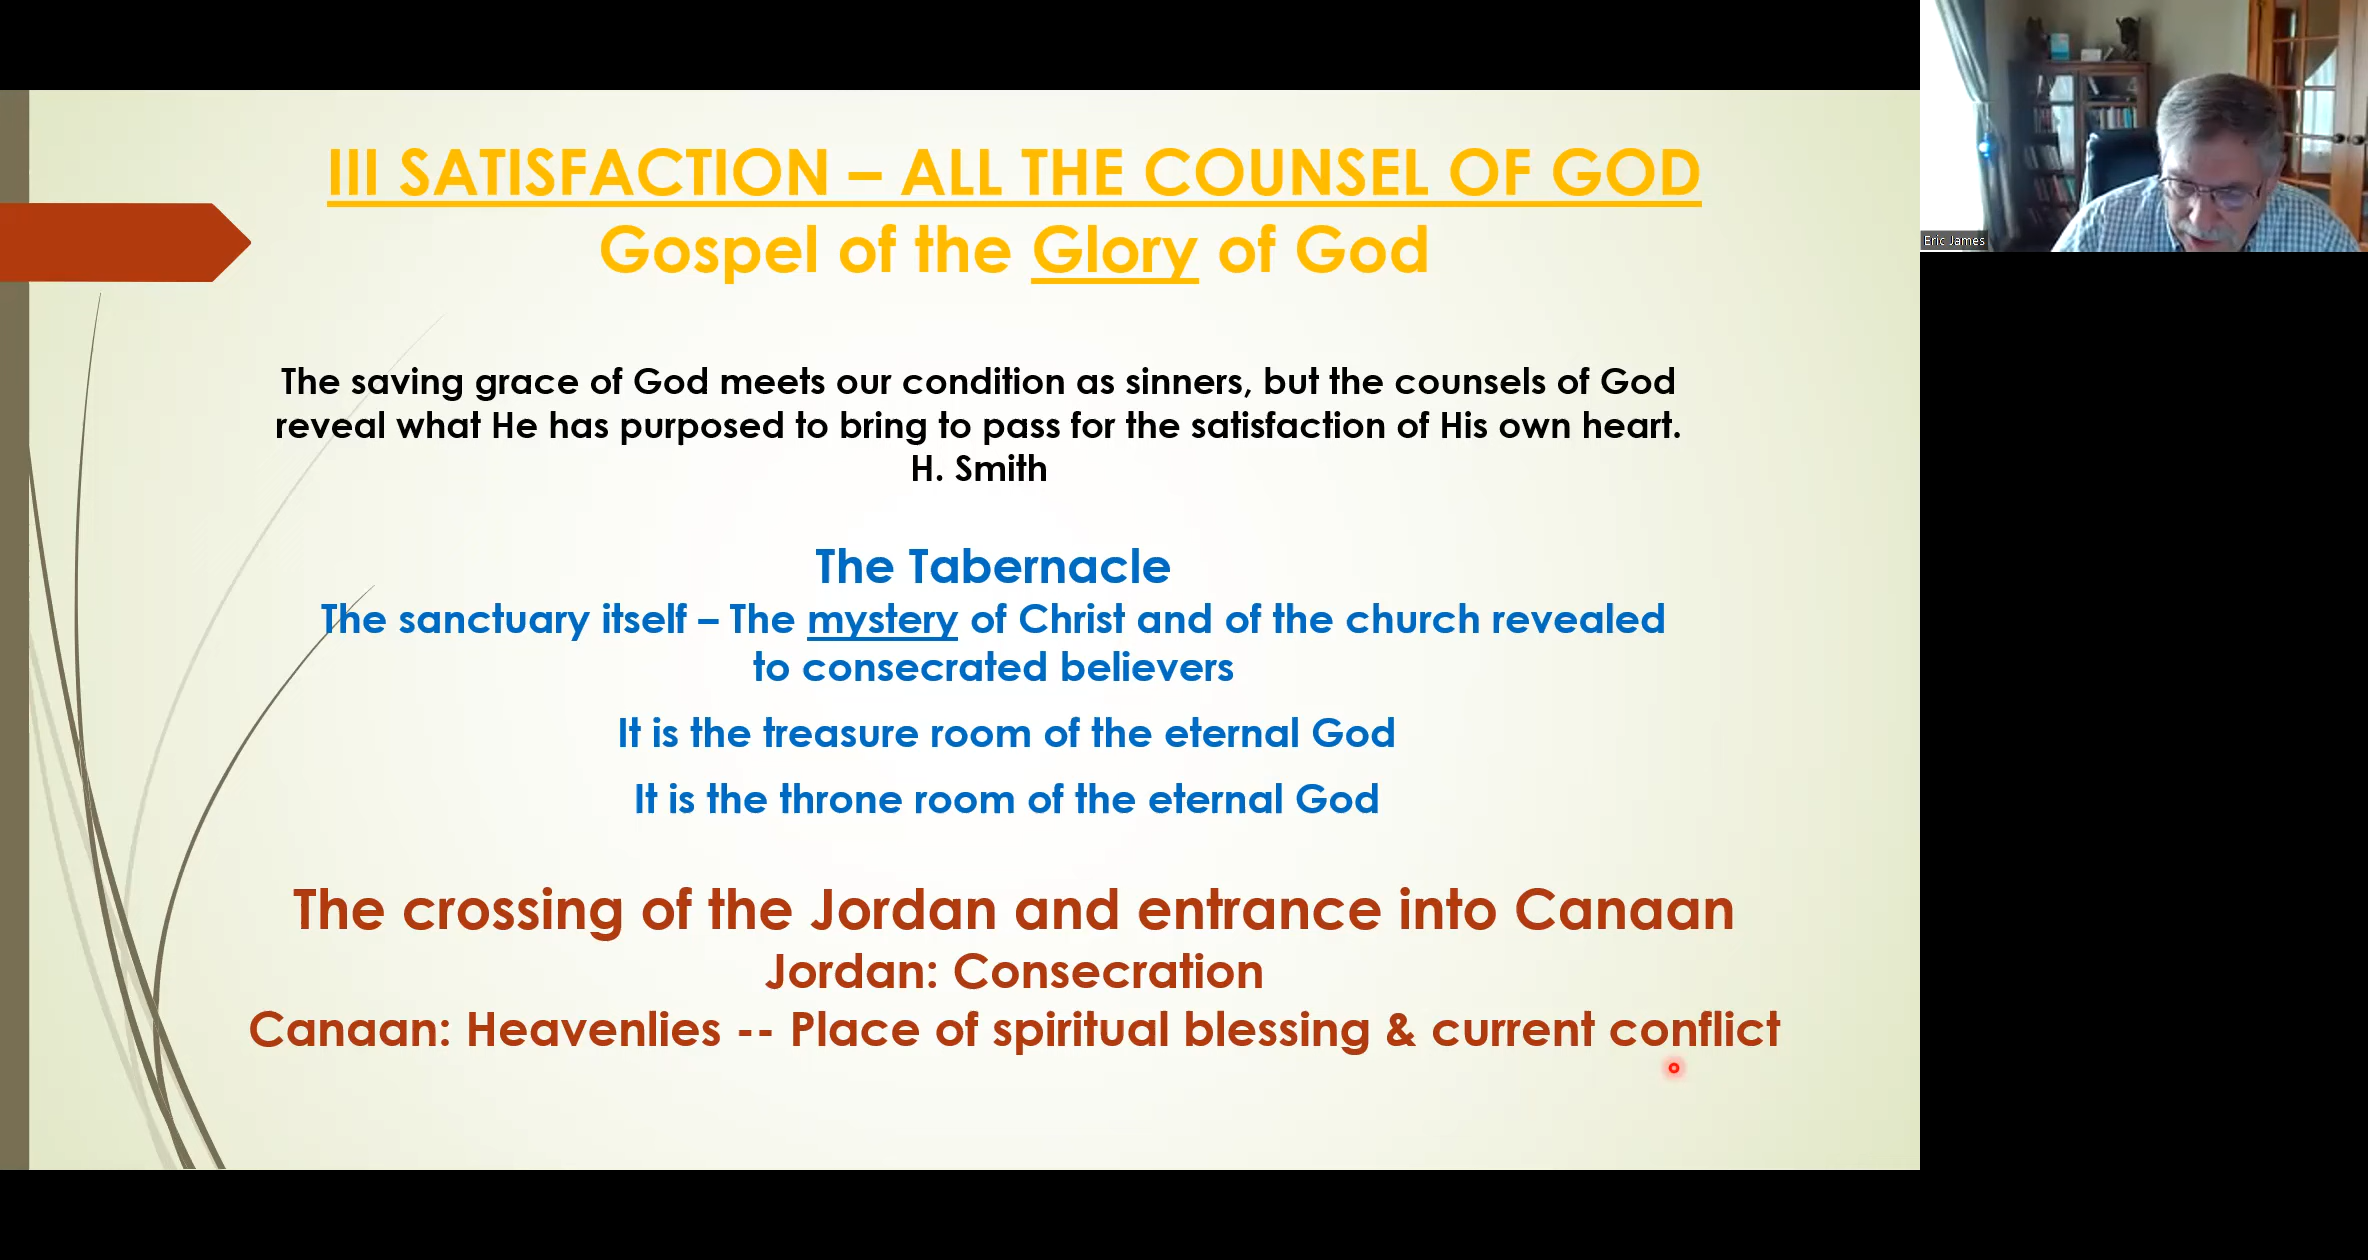 III SATISFACTION – ALL THE COUNSEL OF GOD
Gospel of the Glory of God
The saving grace of God meets our condition as sinners, but the counsels of God
reveal what He has purposed to bring to pass for the satisfaction of His own heart.
H. Smith
The Tabernacle
The sanctuary itself – The mystery of Christ and of the church revealed
to consecrated believers
It is the treasure room of the eternal God
It is the throne room of the eternal God
The crossing of the Jordan and entrance into Canaan
Jordan: Consecration
Canaan: Heavenlies -- Place of spiritual blessing & current conflict
Eric James